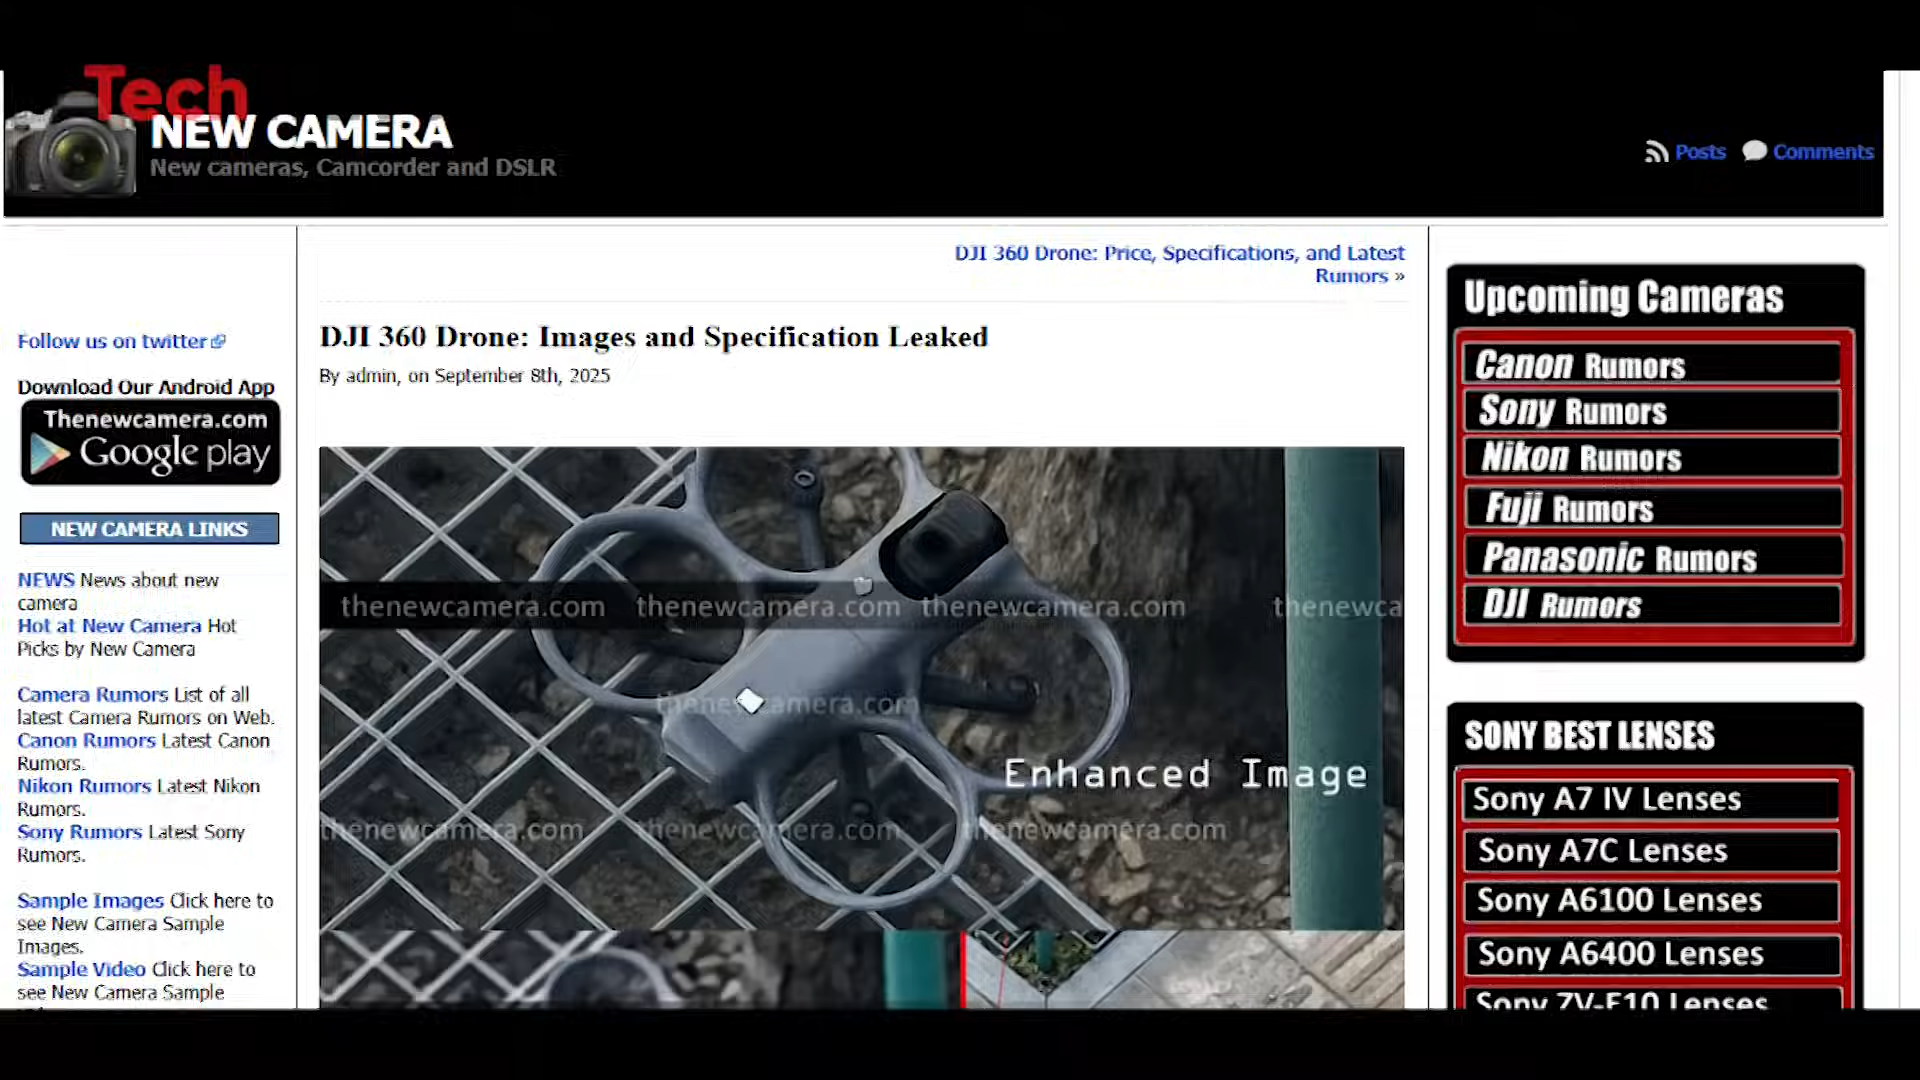 Tech
NEW CAMERA
New cameras, Camcorder and DSLR
Posts
Comments
Follow us on twitter
Download Our Android App
Thenewcamera.com
Google play
NEW CAMERA LINKS
NEWS News about new
camera
Hot at New Camera Hot
Picks by New Camera
Camera Rumors List of all
latest Camera Rumors on Web.
Canon Rumors Latest Canon
Rumors.
Nikon Rumors Latest Nikon
Rumors.
Sony Rumors Latest Sony
Rumors.
Sample Images Click here to
see New Camera Sample
Images.
Sample Video Click here to
see New Camera Sample
DJI 360 Drone: Price, Specifications, and Latest
Rumors »
DJI 360 Drone: Images and Specification Leaked
By admin, on September 8th, 2025
thenewcamera.com thenewcamera.com thenewcamera.com thenewca
thenewcamera.com
Enhanced Image
thenewcamera.com thenewcamera.com thenewcamera.com
Upcoming Cameras
Canon Rumors
Sony Rumors
Nikon Rumors
Fuji Rumors
Panasonic Rumors
DJI Rumors
SONY BEST LENSES
Sony A7 IV Lenses
Sony A7C Lenses
Sony A6100 Lenses
Sony A6400 Lenses
Sony ZV-E10 Lenses